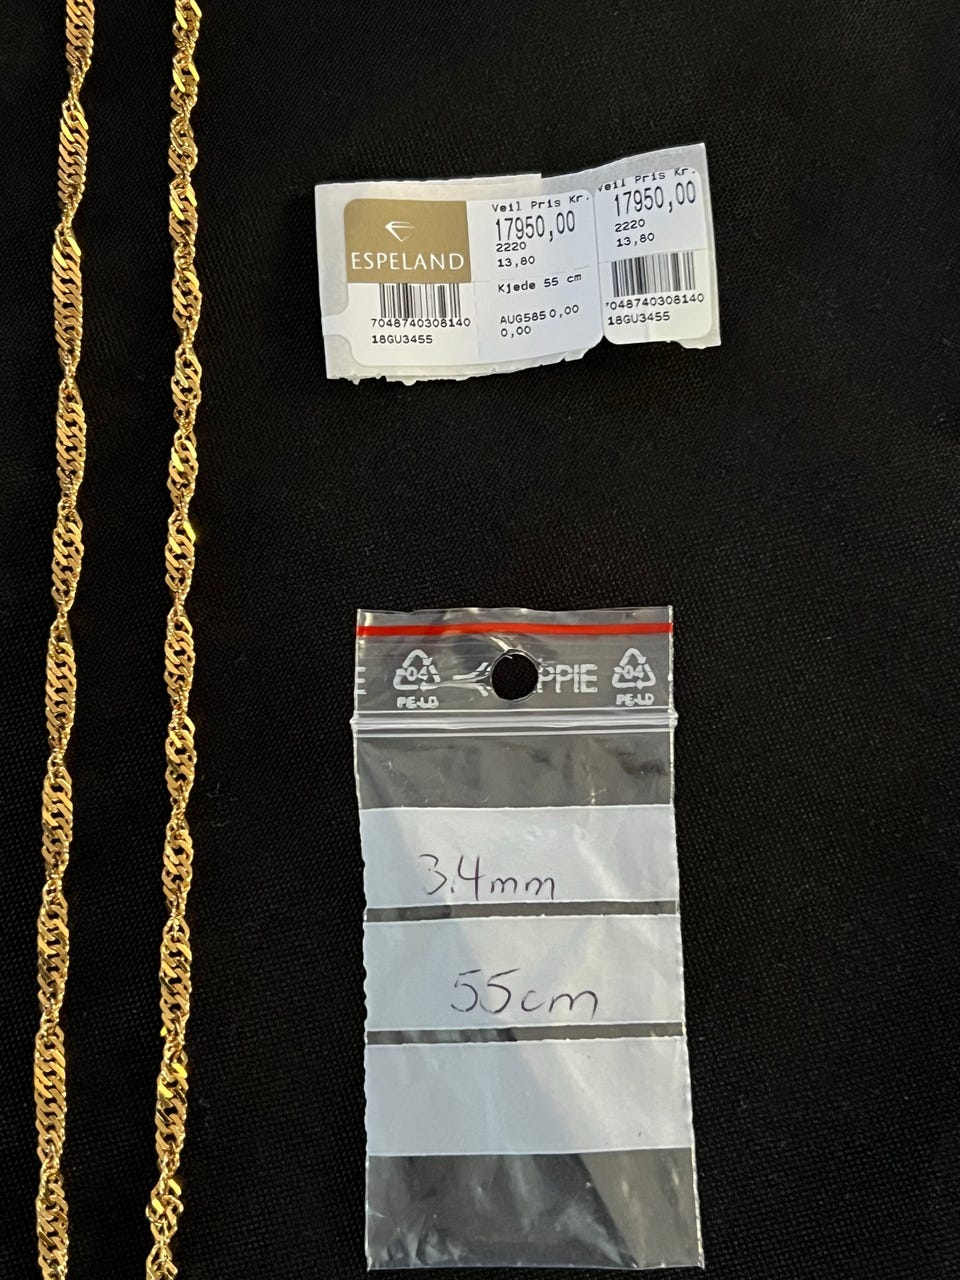 Veil Pris Kr.
17950,00
2220
13,80
ESPELAND
Kjede 55 cm
7048740308140
18GU3455
AUG585 0,00
0,00
Veil Pris Kr.
17950,00
2220
13,80
7048740308140
18GU3455
04
PE-LD
PPIE
04
PE-LD
3.4mm
55cm